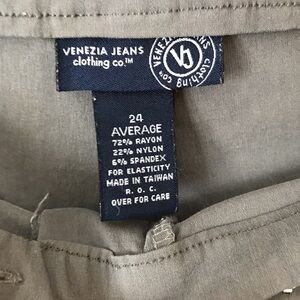 VENEZIA JEANS
clothing co.™
VENEZIA JEANS
clothing co.
VJ
24
AVERAGE
72% RAYON
22% NYLON
6% SPANDEX
FOR ELASTICITY
MADE IN TAIWAN
R. O. C.
OVER FOR CARE